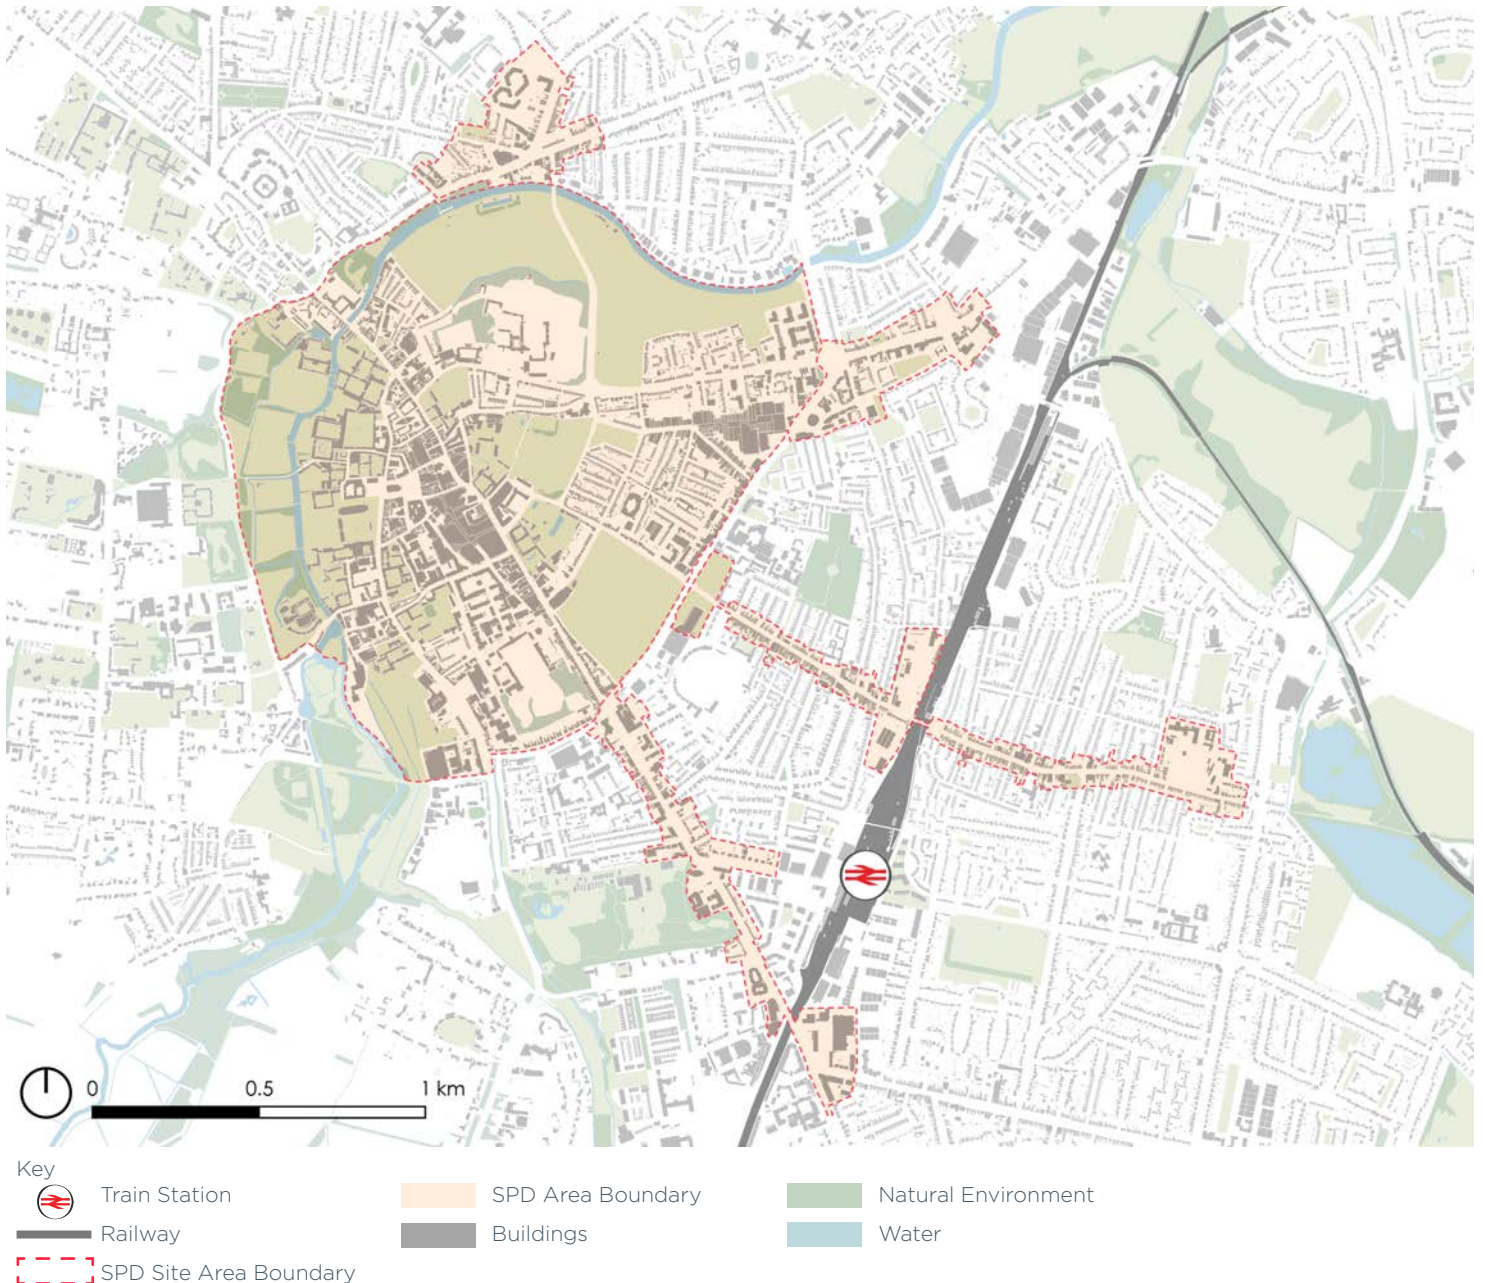 0 0.5 1 km
Key
Train Station
SPD Area Boundary
Natural Environment
Railway
Buildings
Water
SPD Site Area Boundary